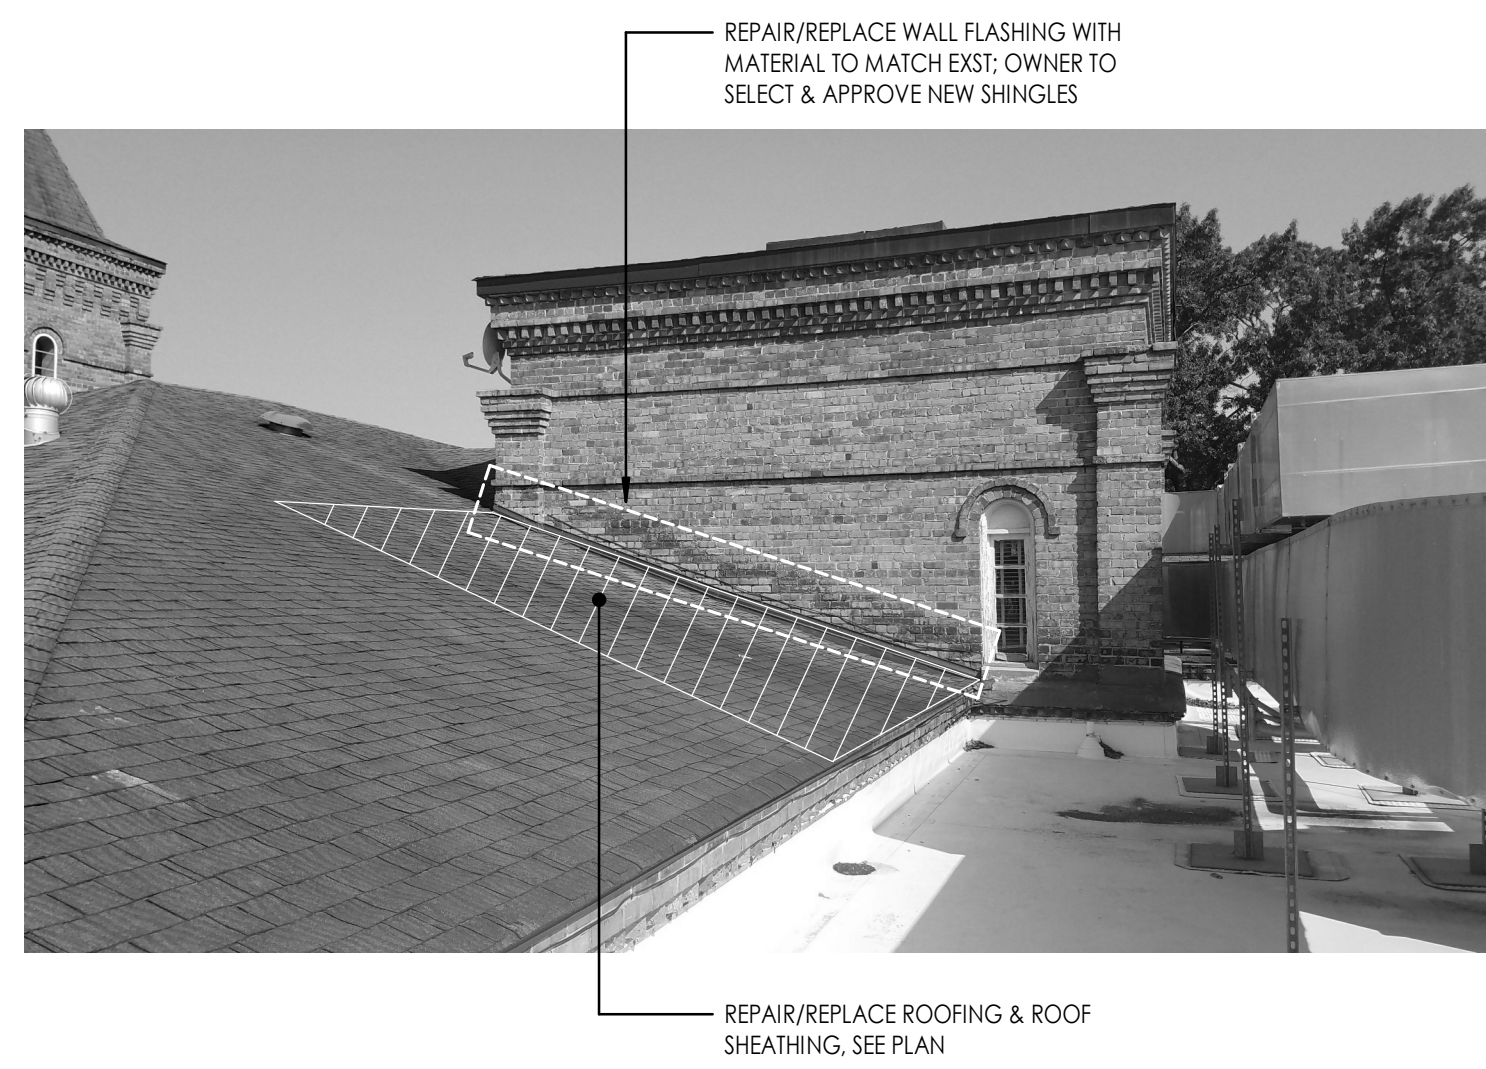 REPAIR/REPLACE WALL FLASHING WITH
MATERIAL TO MATCH EXST; OWNER TO
SELECT & APPROVE NEW SHINGLES
REPAIR/REPLACE ROOFING & ROOF
SHEATHING, SEE PLAN